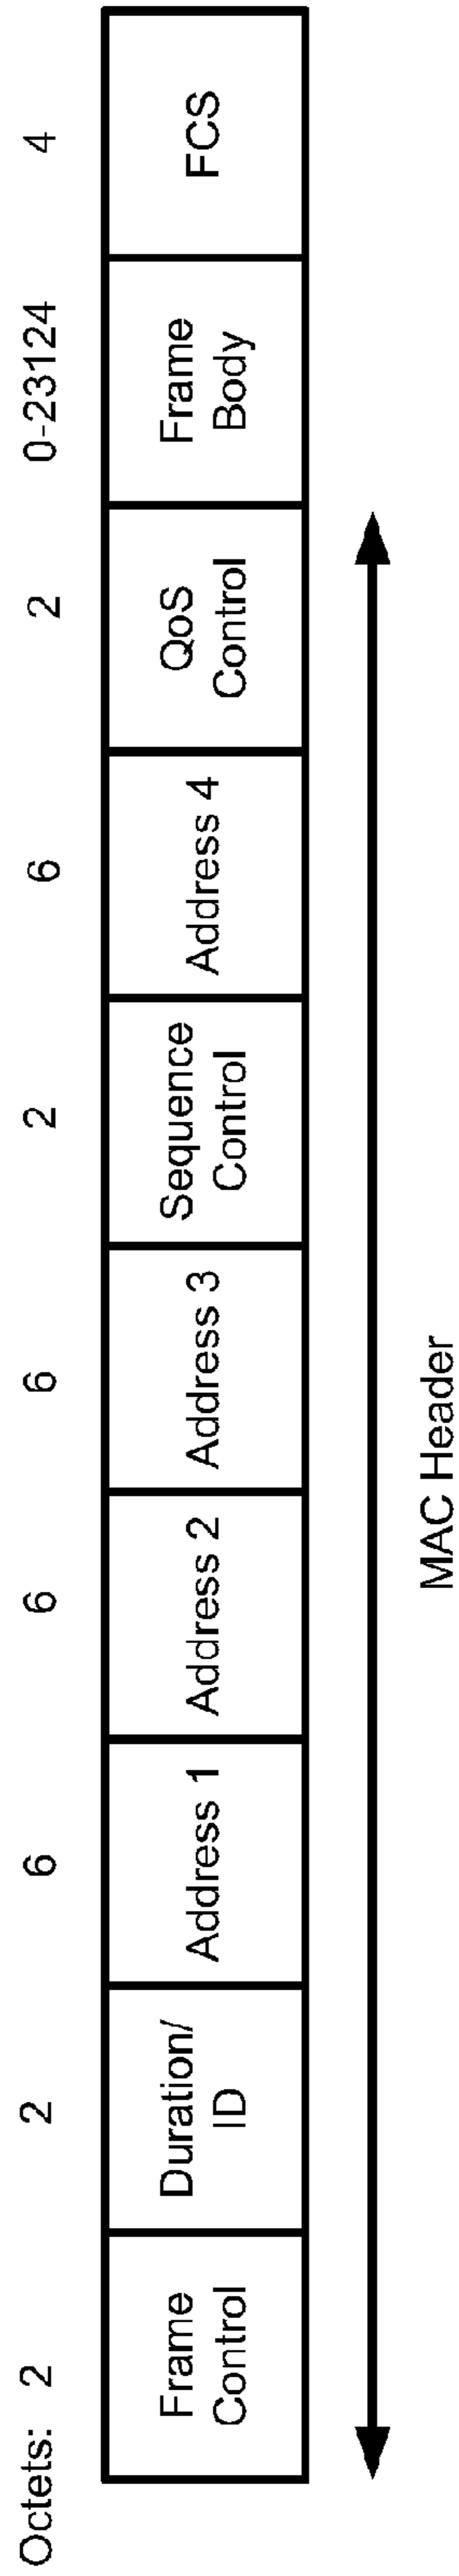 Octets: 2 2 6 6 6 2 6 2 0-23124 4
Frame
Control
Duration/
ID
Address 1
Address 2
Address 3
Sequence
Control
Address 4
QoS
Control
Frame
Body
FCS
MAC Header